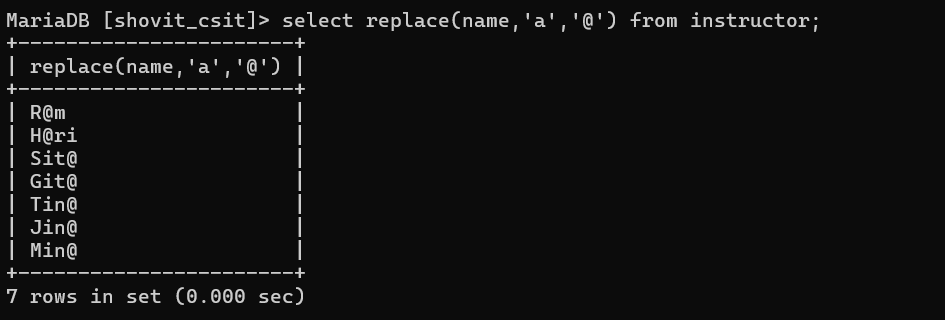 MariaDB [shovit_csit]> select replace(name,'a','@') from instructor;
+-----------------------+
| replace(name,'a','@') |
+-----------------------+
| R@m                   |
| H@ri                  |
| Sit@                  |
| Git@                  |
| Tin@                  |
| Jin@                  |
| Min@                  |
+-----------------------+
7 rows in set (0.000 sec)